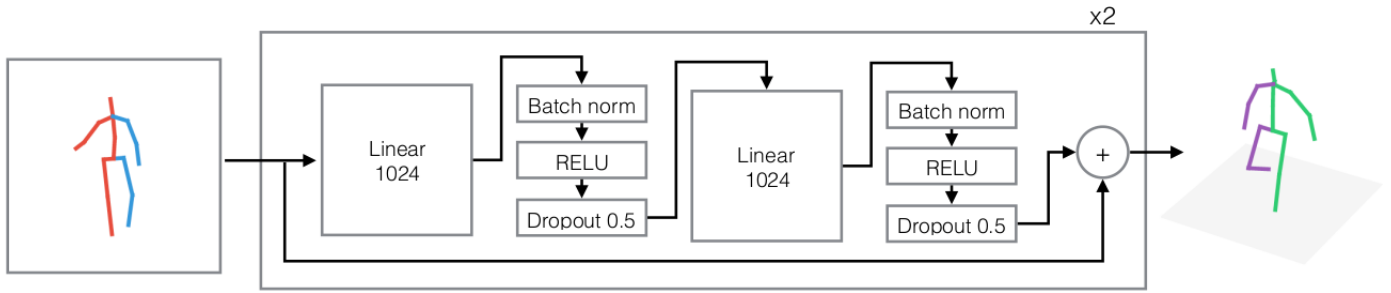 x2
Linear
1024
Batch norm
RELU
Dropout 0.5
Linear
1024
Batch norm
RELU
Dropout 0.5
+